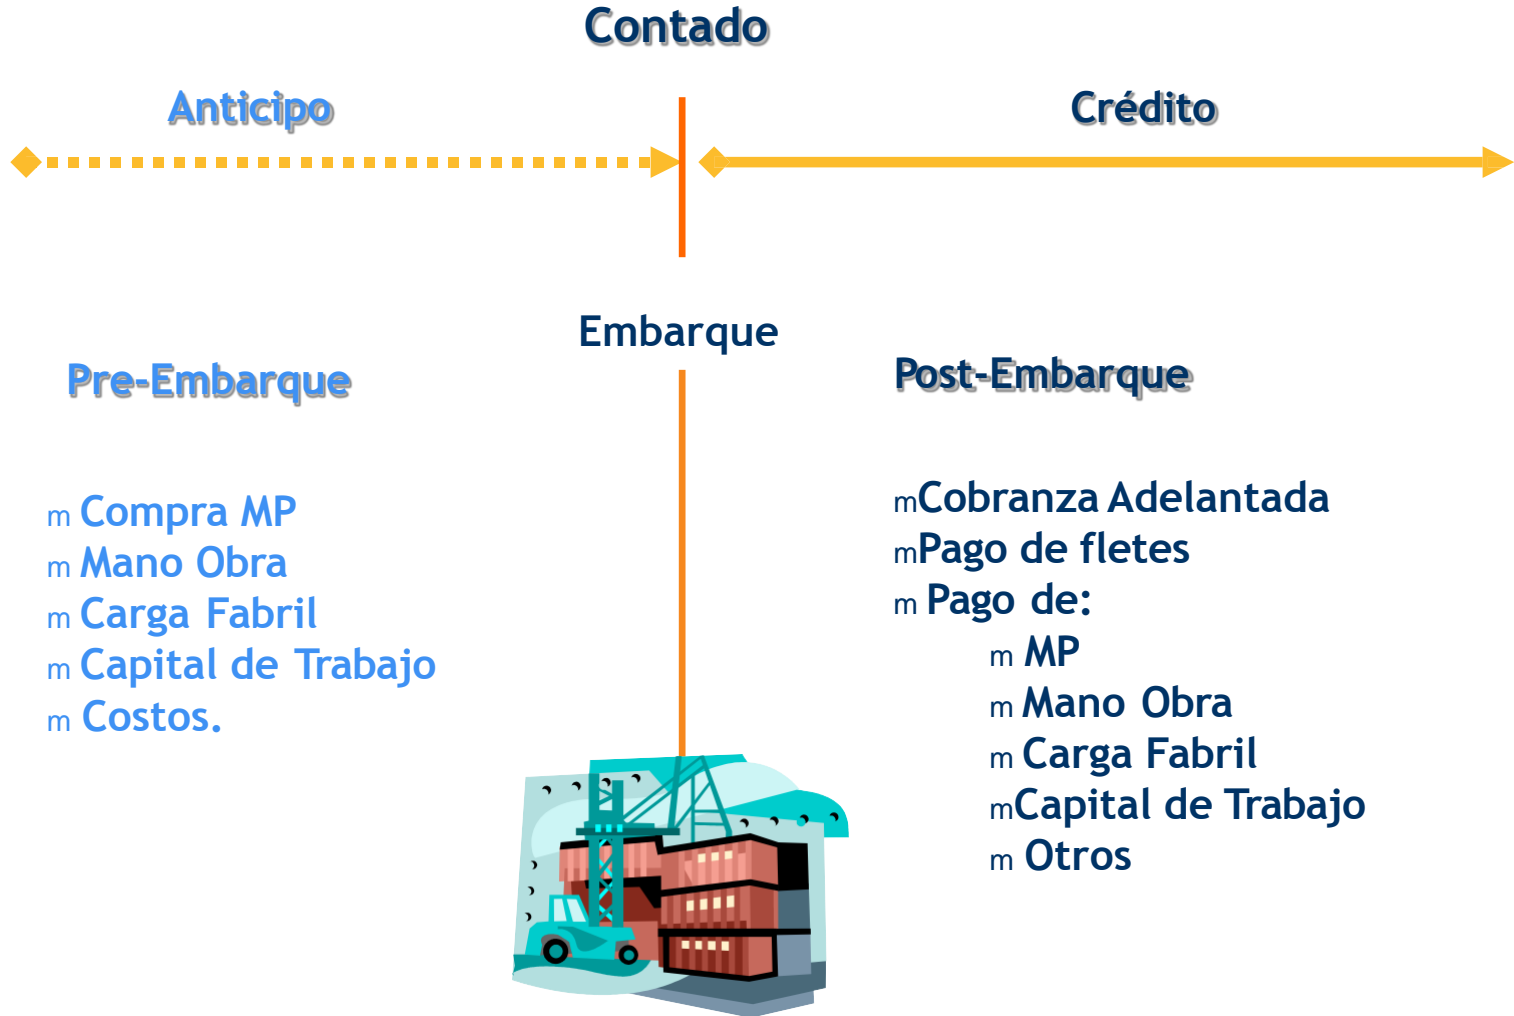 Contado
Anticipo
Crédito
Embarque
Pre-Embarque
m Compra MP
m Mano Obra
m Carga Fabril
m Capital de Trabajo
m Costos.
Post-Embarque
mCobranza Adelantada
mPago de fletes
m Pago de:
m MP
m Mano Obra
m Carga Fabril
mCapital de Trabajo
m Otros